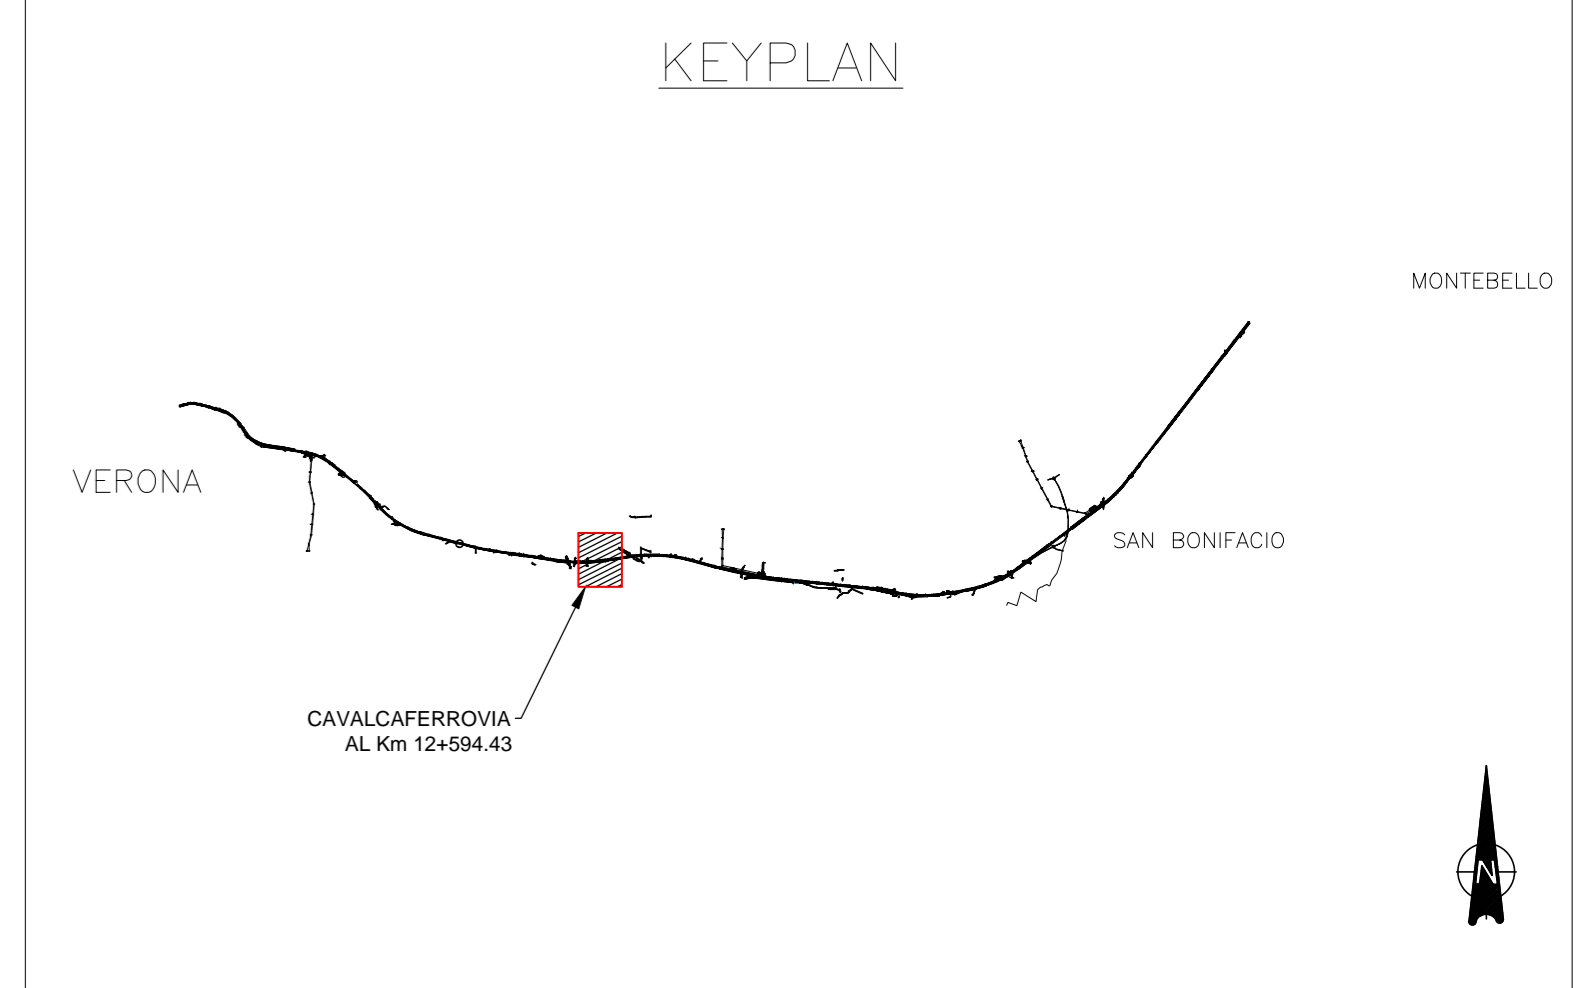 KEYPLAN
MONTEBELLO
VERONA
SAN BONIFACIO
CAVALCAFERROVIA
AL Km 12+594.43
N